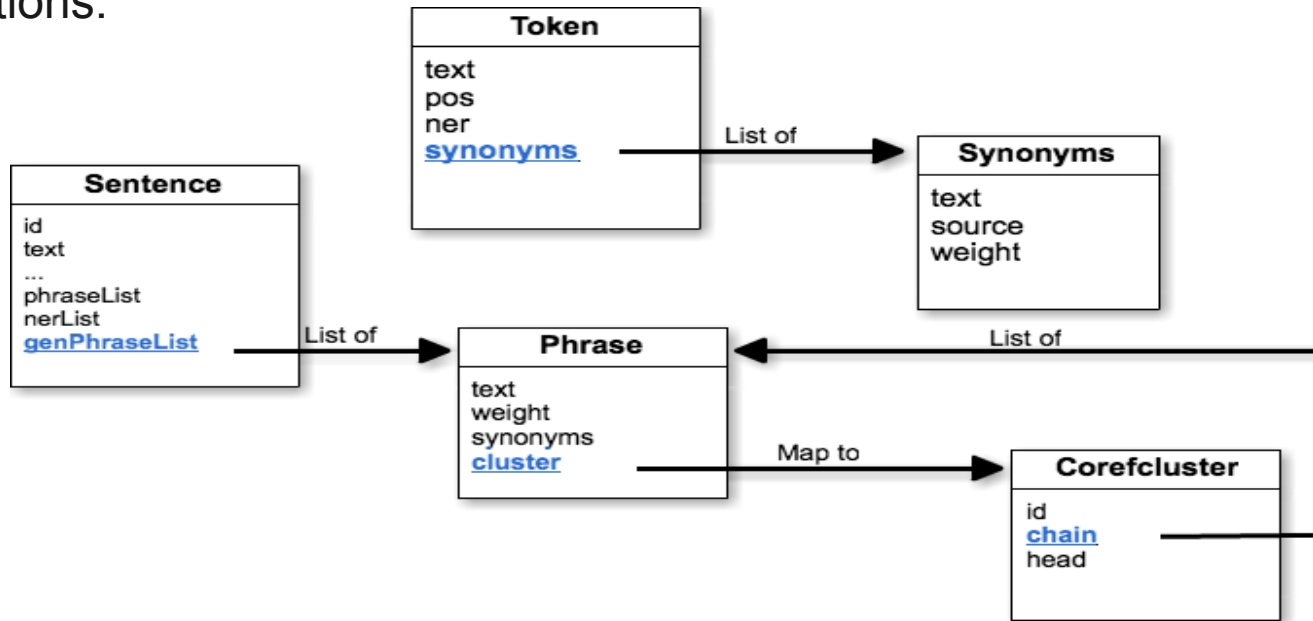 tions.
Token
text
pos
ner
synonyms
List of
Synonyms
text
source
weight
Sentence
id
text
...
phraseList
nerList
genPhraseList
List of
Phrase
text
weight
synonyms
cluster
List of
Map to
Corefcluster
id
chain
head